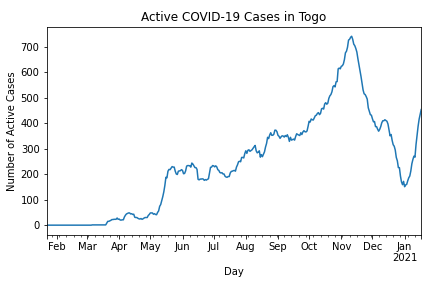 Active COVID-19 Cases in Togo
Number of Active Cases
700
600
500
400
300
200
100
0
Feb Mar Apr May Jun Jul Aug Sep Oct Nov Dec Jan
2021
Day